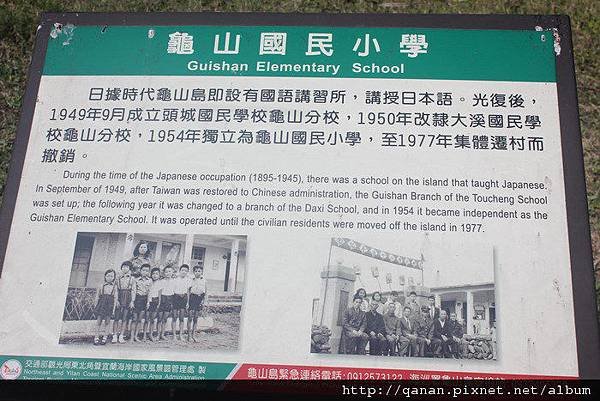 龜山國民小學
Guishan Elementary School
日據時代龜山島即設有國語講習所，講授日本語。光復後，
1949年9月成立頭城國民學校龜山分校，1950年改隸大溪國民學
校龜山分校，1954年獨立為龜山國民小學，至1977年集體遷村而
撤銷。
During the time of the Japanese occupation (1895-1945), there was a school on the island that taught Japanese.
In September of 1949, after Taiwan was restored to Chinese administration, the Guishan Branch of the Toucheng School
was set up; the following year it was changed to a branch of the Daxi School, and in 1954 it became independent as the
Guishan Elementary School. It was operated until the civilian residents were moved off the island in 1977.
交通部觀光局東北角暨宜蘭海岸國家風景區管理處 製
Northeast and Yilan Coast National Scenic Area Administration
龜山島緊急連絡電話:0912573122
http://qanan.pixnet.net/album